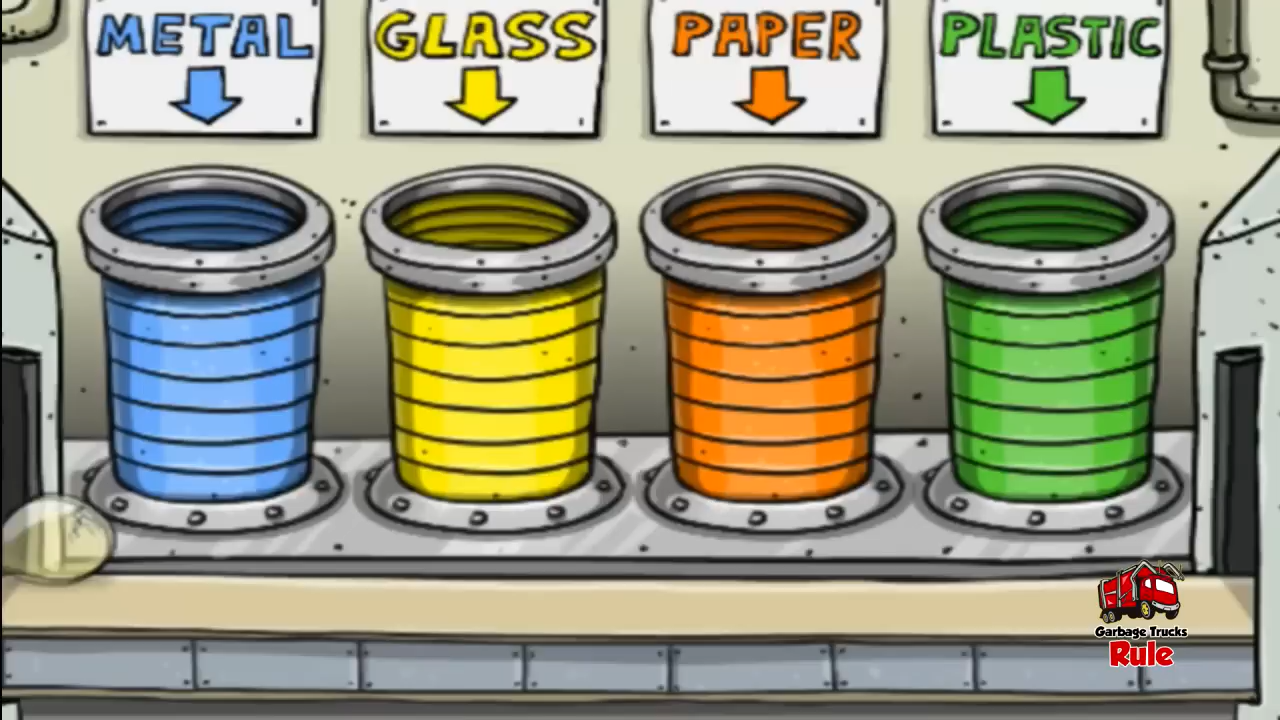 METAL
GLASS
PAPER
PLASTIC
Garbage Trucks
Rule